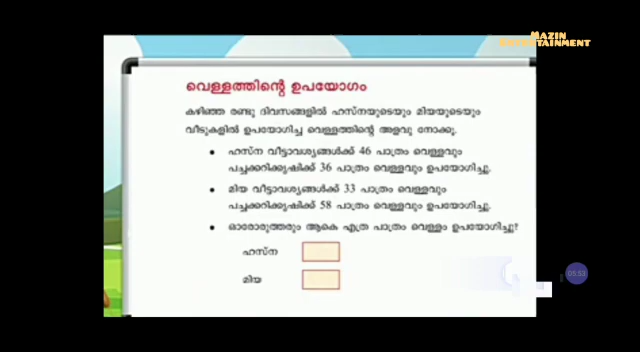 MAZIN
ENTERTAINMENT
വെള്ളത്തിന്റെ ഉപയോഗം
കഴിഞ്ഞ രണ്ടു ദിവസങ്ങളിൽ ഹസ്നയുടെയും മിയയുടെയും
വീടുകളിൽ ഉപയോഗിച്ച വെള്ളത്തിന്റെ അളവു നോക്കൂ.
• ഹസ്ന വീട്ടാവശ്യങ്ങൾക്ക് 46 പാത്രം വെള്ളവും
പച്ചക്കറിക്കൃഷിക്ക് 36 പാത്രം വെള്ളവും ഉപയോഗിച്ചു.
• മിയ വീട്ടാവശ്യങ്ങൾക്ക് 33 പാത്രം വെള്ളവും
പച്ചക്കറിക്കൃഷിക്ക് 58 പാത്രം വെള്ളവും ഉപയോഗിച്ചു.
• ഓരോരുത്തരും ആകെ എത്ര പാത്രം വെള്ളം ഉപയോഗിച്ചു?
ഹസ്ന
മിയ
05:53